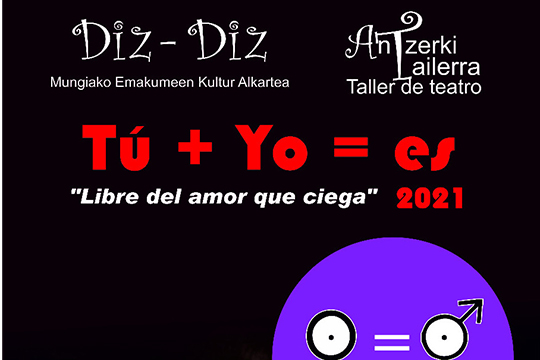 Diz-Diz
Mungiako Emakumeen Kultur Alkartea
Antzerki
Tailerra
Taller de teatro
Tú + Yo = es
"Libre del amor que ciega" 2021
=